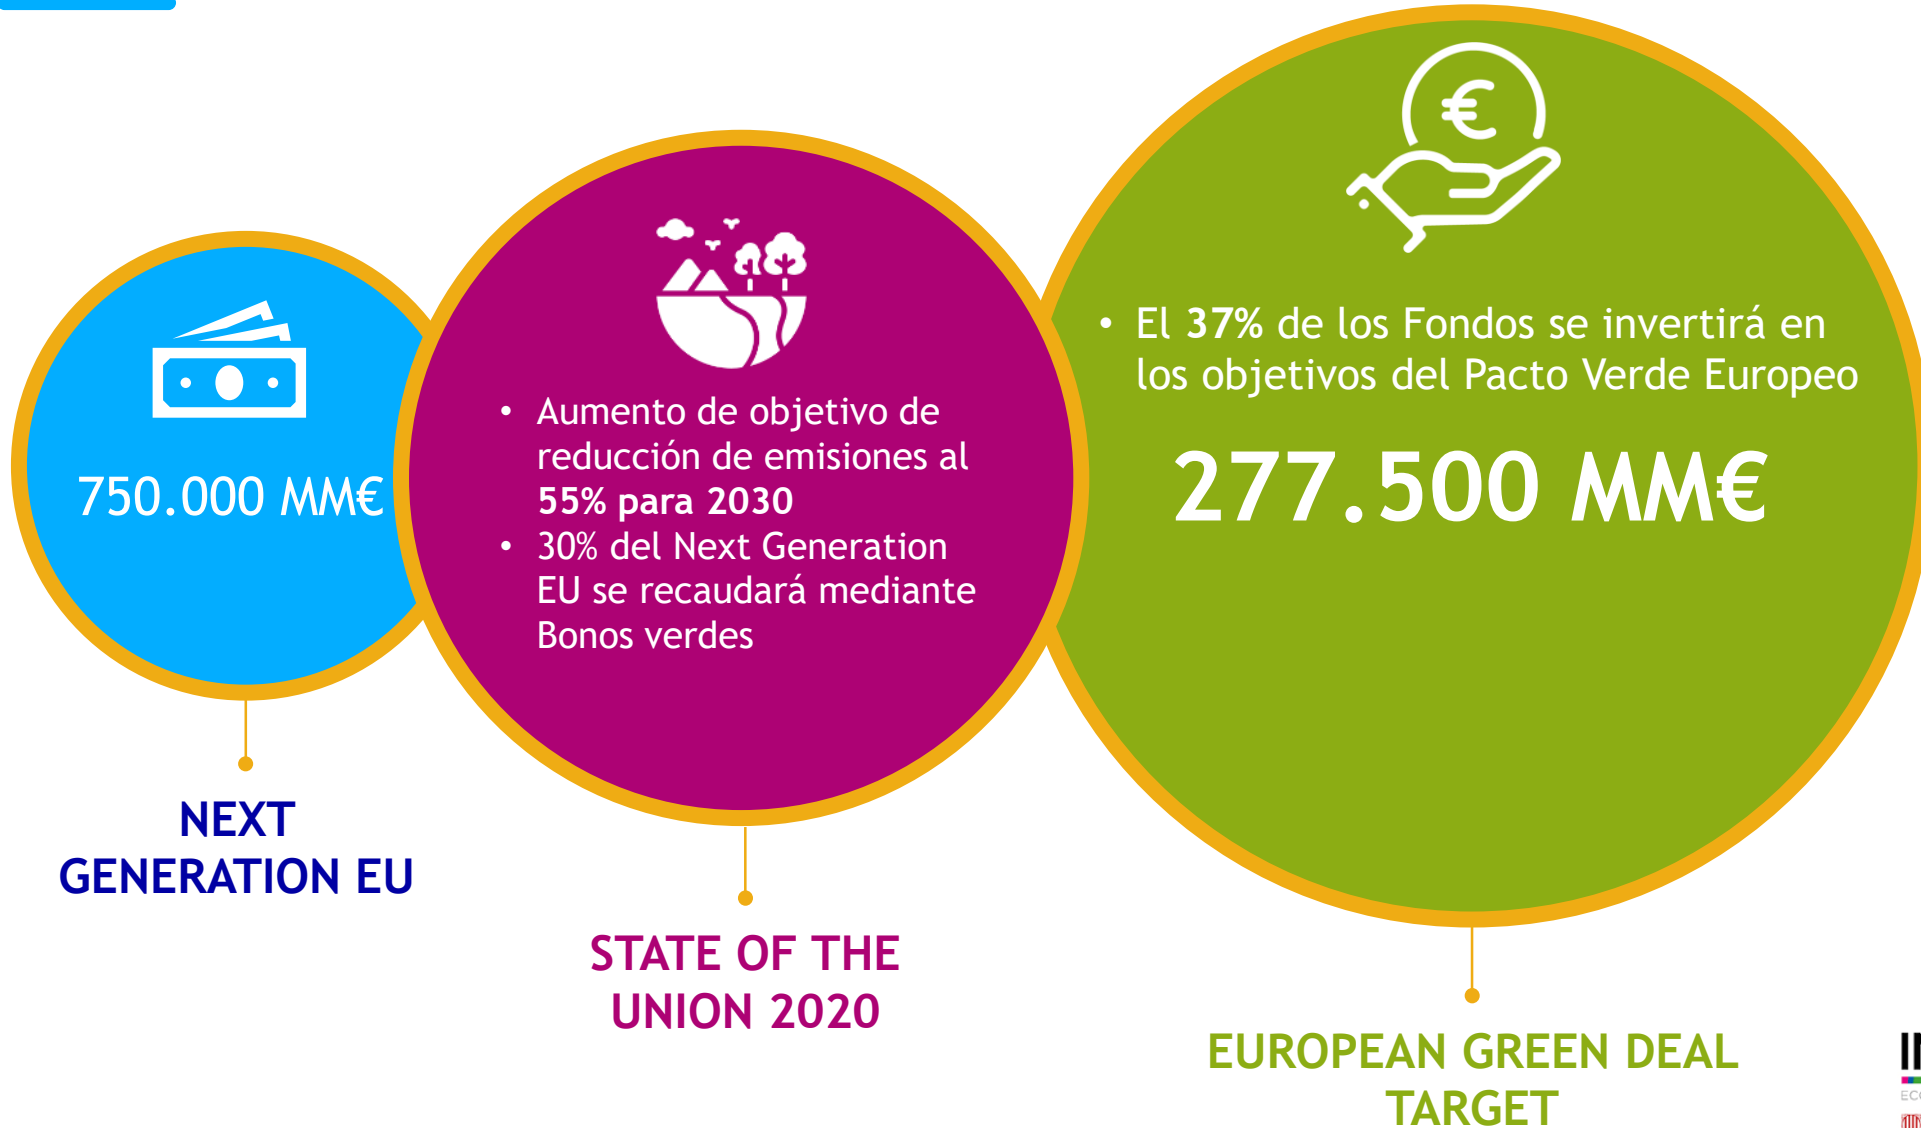 750.000 MM€
NEXT
GENERATION EU
• Aumento de objetivo de
reducción de emisiones al
55% para 2030
• 30% del Next Generation
EU se recaudará mediante
Bonos verdes
STATE OF THE
UNION 2020
€
• El 37% de los Fondos se invertirá en
los objetivos del Pacto Verde Europeo
277.500 MM€
EUROPEAN GREEN DEAL
TARGET